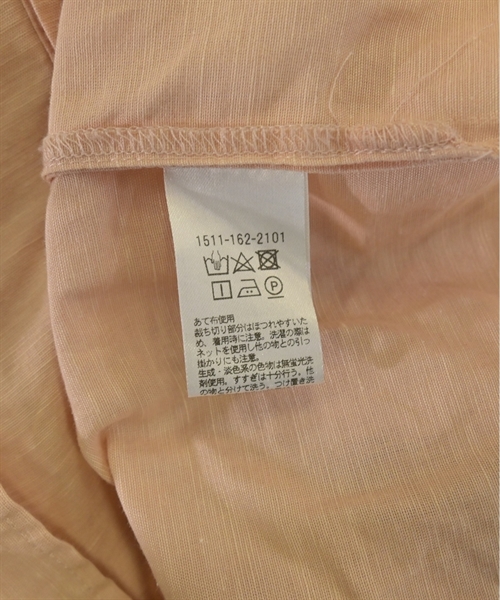 1511-162-2101
P
あて布使用
裁ち切り部分はほつれやすいた
め、着用時に注意。洗濯の際は
ネットを使用し他の物との引っ
掛かりにも注意。
生成・淡色系の色物は無蛍光洗
剤使用。すすぎは十分行う。他
の物と分けて洗う。つけ置き洗